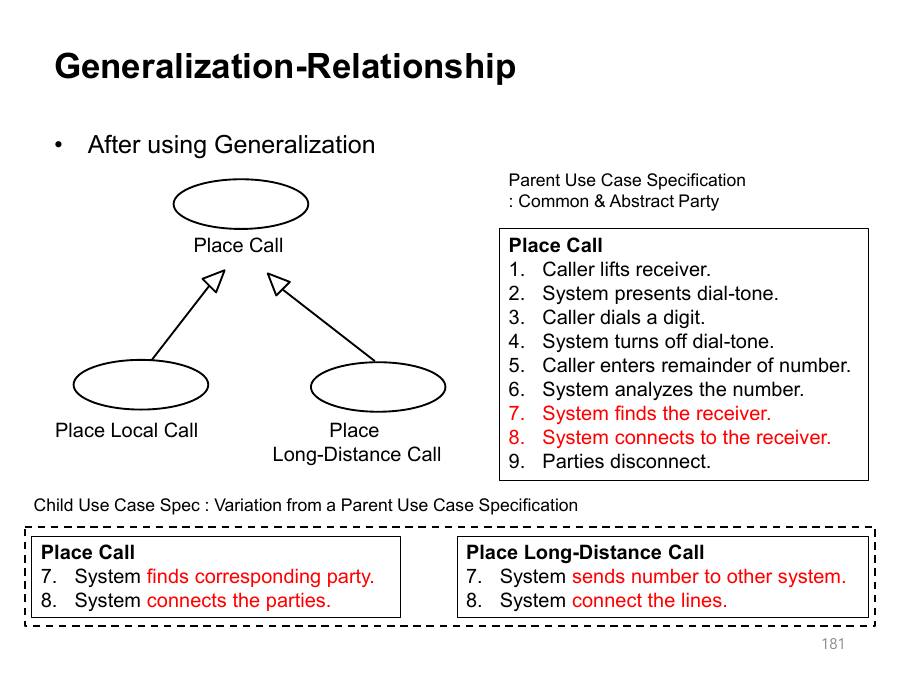 Generalization-Relationship
• After using Generalization
Place Call
Place Local Call
Place
Long-Distance Call
Parent Use Case Specification
: Common & Abstract Party
Place Call
1. Caller lifts receiver.
2. System presents dial-tone.
3. Caller dials a digit.
4. System turns off dial-tone.
5. Caller enters remainder of number.
6. System analyzes the number.
7. System finds the receiver.
8. System connects to the receiver.
9. Parties disconnect.
Child Use Case Spec : Variation from a Parent Use Case Specification
Place Call
7. System finds corresponding party.
8. System connects the parties.
Place Long-Distance Call
7. System sends number to other system.
8. System connect the lines.
181